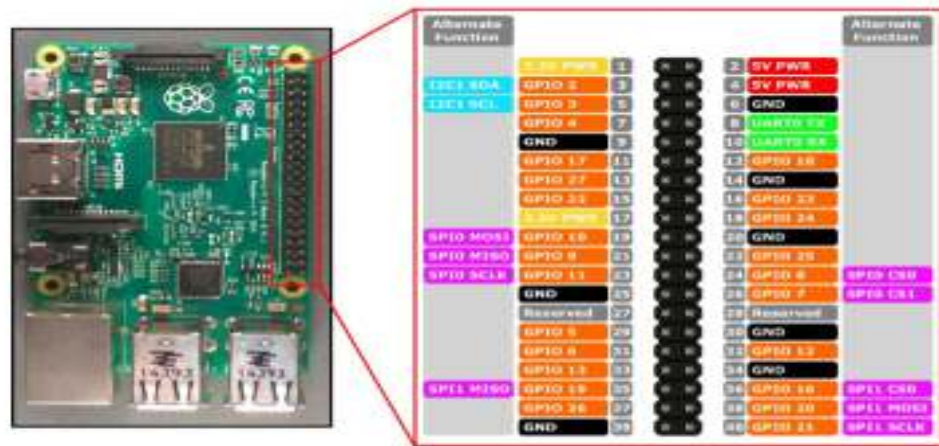 Alternate Function
Alternate Function
3.3V PWR 1 2 5V PWR
I2C1 SDA GPIO 2 3 4 5V PWR
I2C1 SCL GPIO 3 5 6 GND
GPIO 4 7 8 UART0 TX
GND 9 10 UART0 RX
GPIO 17 11 12 GPIO 18
GPIO 27 13 14 GND
GPIO 22 15 16 GPIO 23
3.3V PWR 17 18 GPIO 24
SPI0 MOSI GPIO 10 19 20 GND
SPI0 MISO GPIO 9 21 22 GPIO 25
SPI0 SCLK GPIO 11 23 24 GPIO 8 SPI0 CS0
GND 25 26 GPIO 7 SPI0 CS1
Reserved 27 28 Reserved
GPIO 5 29 30 GND
GPIO 6 31 32 GPIO 12
GPIO 13 33 34 GND
SPI1 MISO GPIO 19 35 36 GPIO 16 SPI1 CS0
GPIO 26 37 38 GPIO 20 SPI1 MOSI
GND 39 40 GPIO 21 SPI1 SCLK
HDMI
CE
FC